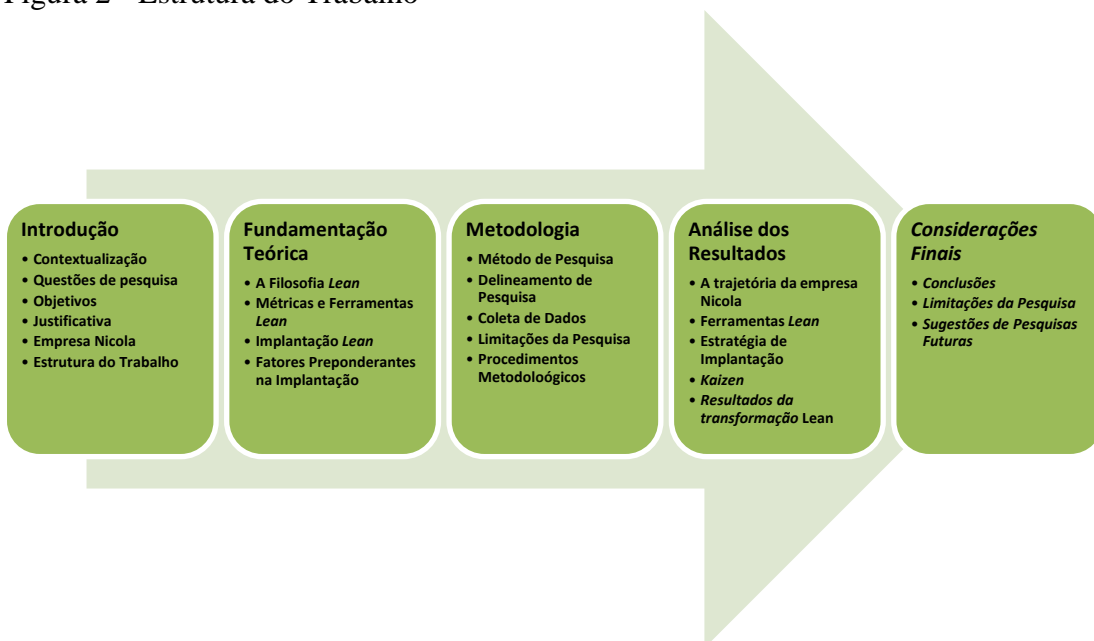 Figura 2 - Estrutura do Trabalho
Introdução
• Contextualização
• Questões de pesquisa
• Objetivos
• Justificativa
• Empresa Nicola
• Estrutura do Trabalho
Fundamentação
Teórica
• A Filosofia Lean
• Métricas e Ferramentas
Lean
• Implantação Lean
• Fatores Preponderantes
na Implantação
Metodologia
• Método de Pesquisa
• Delineamento de
Pesquisa
• Coleta de Dados
• Limitações da Pesquisa
• Procedimentos
Metodoloógicos
Análise dos
Resultados
• A trajetória da empresa
Nicola
• Ferramentas Lean
• Estratégia de
Implantação
• Kaizen
• Resultados da
transformação Lean
Considerações
Finais
• Conclusões
• Limitações da Pesquisa
• Sugestões de Pesquisas
Futuras